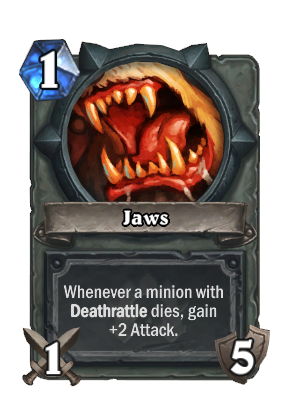 1
Jaws
Whenever a minion with
Deathrattle dies, gain
+2 Attack.
1
5